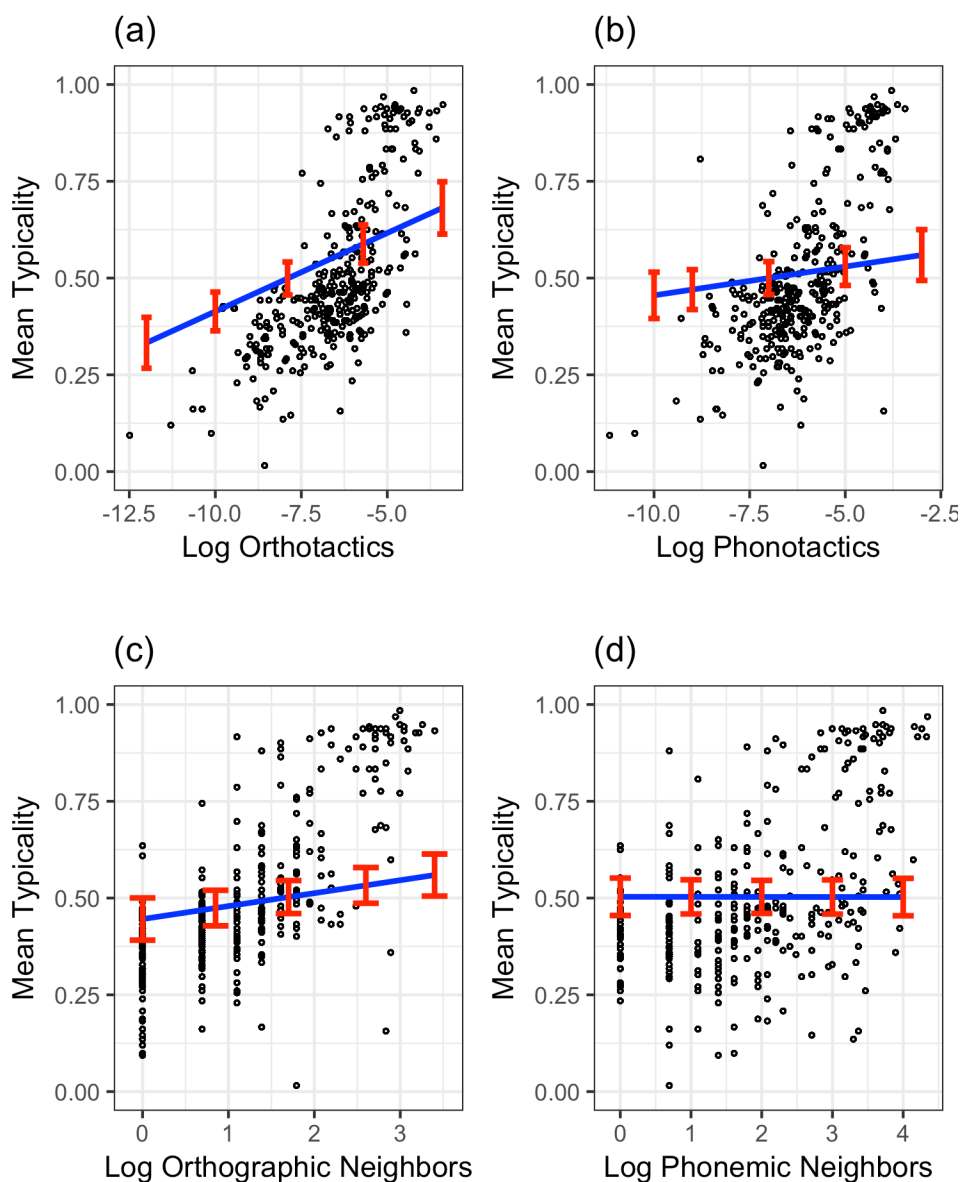 (a)
1.00
0.75
0.50
0.25
0.00
Mean Typicality
-12.5 -10.0 -7.5 -5.0
Log Orthotactics
(b)
1.00
0.75
0.50
0.25
0.00
Mean Typicality
-10.0 -7.5 -5.0 -2.5
Log Phonotactics
(c)
1.00
0.75
0.50
0.25
0.00
Mean Typicality
0 1 2 3
Log Orthographic Neighbors
(d)
1.00
0.75
0.50
0.25
0.00
Mean Typicality
0 1 2 3 4
Log Phonemic Neighbors